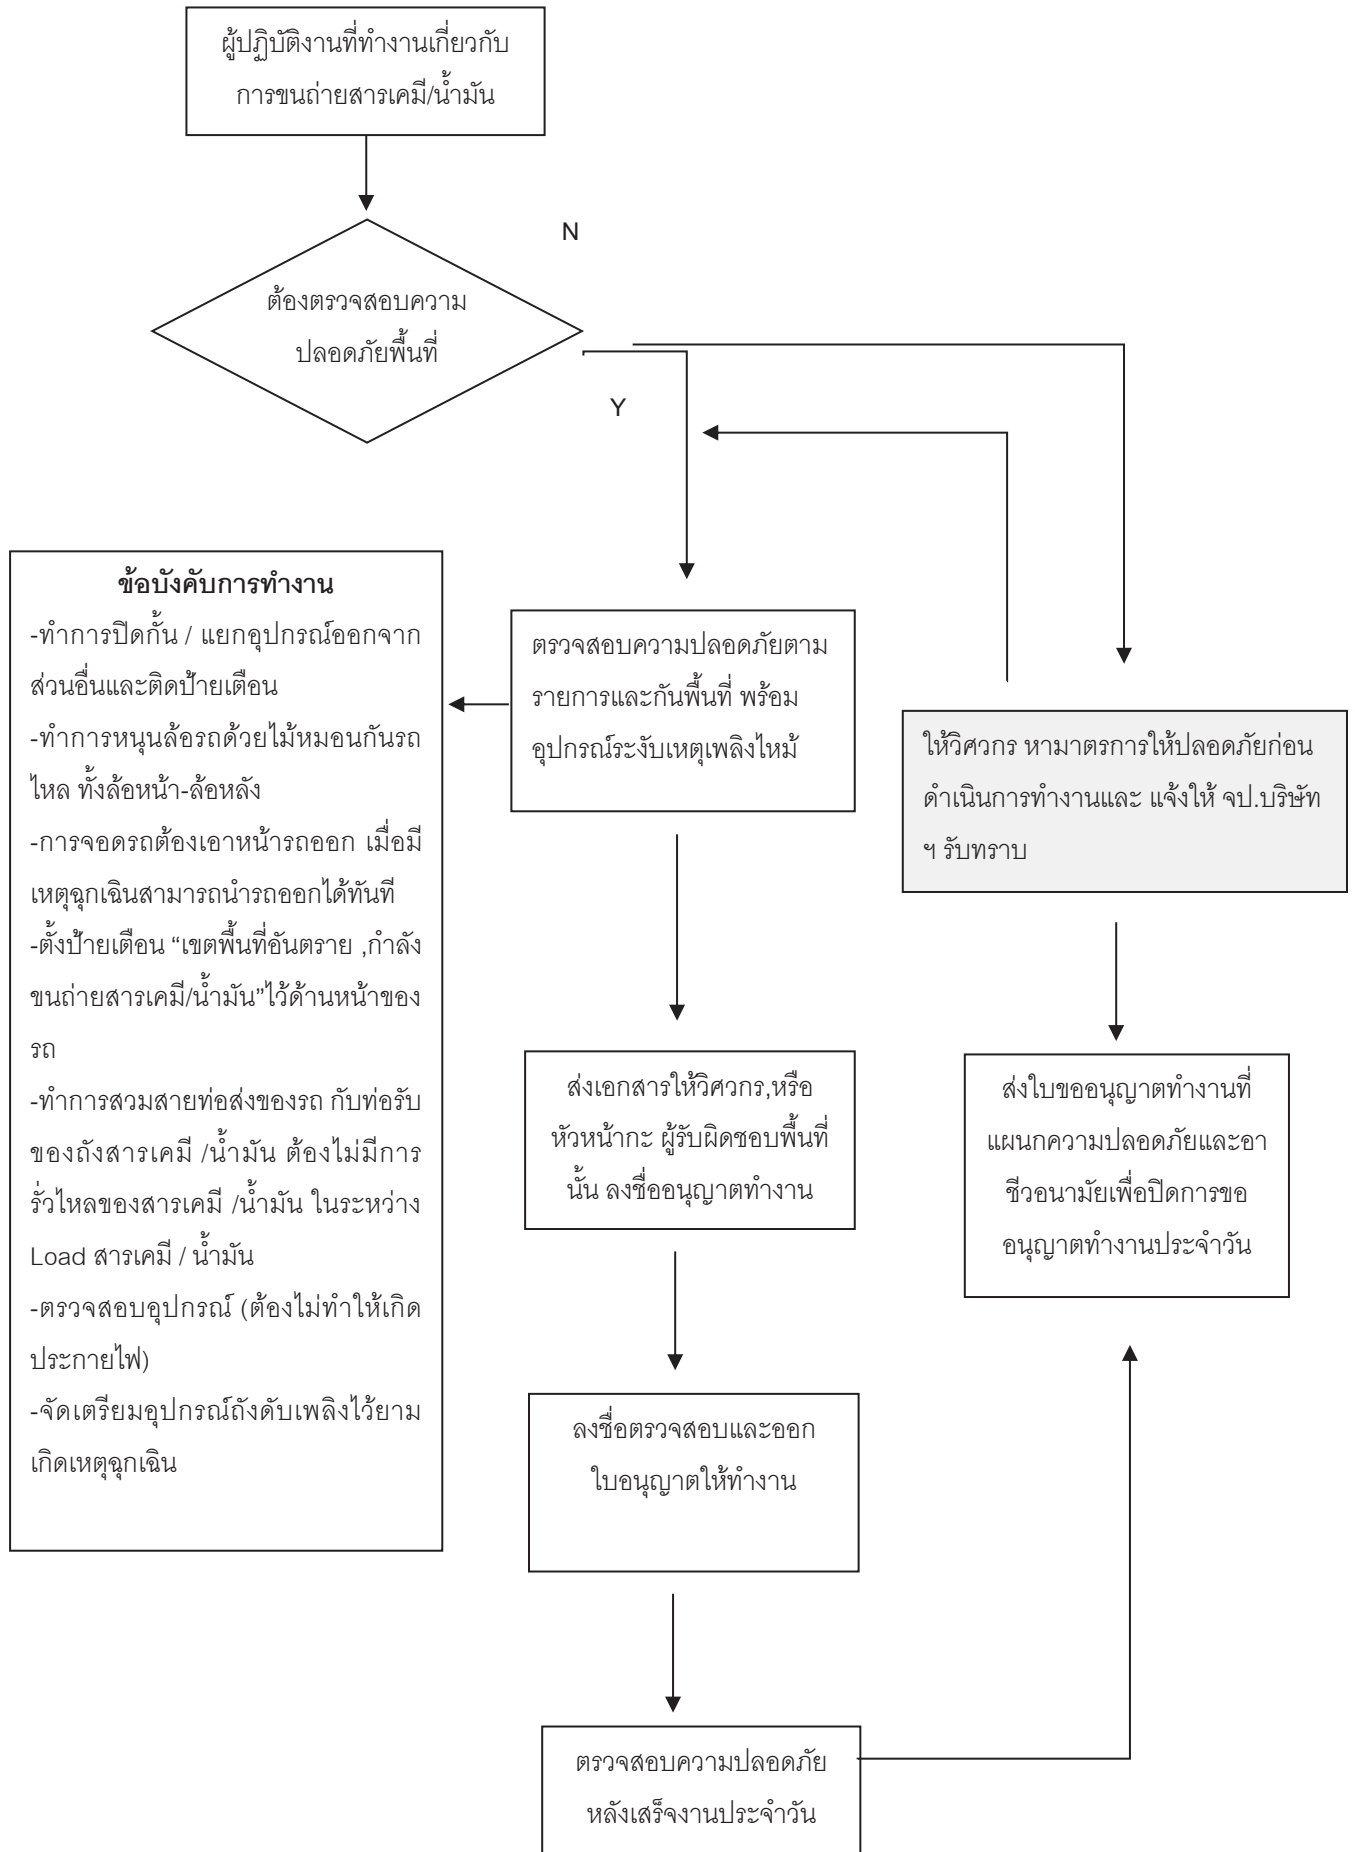 ผู้ปฏิบัติงานที่ทำงานเกี่ยวกับ
การขนถ่ายสารเคมี/น้ำมัน
N
ต้องตรวจสอบความ
ปลอดภัยพื้นที่
Y
ข้อบังคับการทำงาน
-ทำการปิดกั้น / แยกอุปกรณ์ออกจาก
ส่วนอื่นและติดป้ายเตือน
-ทำการหนุนล้อรถด้วยไม้หมอนกันรถ
ไหล ทั้งล้อหน้า-ล้อหลัง
-การจอดรถต้องเอาหน้ารถออก เมื่อมี
เหตุฉุกเฉินสามารถนำรถออกได้ทันที
-ตั้งป้ายเตือน “เขตพื้นที่อันตราย ,กำลัง
ขนถ่ายสารเคมี/น้ำมัน”ไว้ด้านหน้าของ
รถ
-ทำการสวมสายท่อส่งของรถ กับท่อรับ
ของถังสารเคมี /น้ำมัน ต้องไม่มีการ
รั่วไหลของสารเคมี /น้ำมัน ในระหว่าง
Load สารเคมี / น้ำมัน
-ตรวจสอบอุปกรณ์ (ต้องไม่ทำให้เกิด
ประกายไฟ)
-จัดเตรียมอุปกรณ์ถังดับเพลิงไว้ยาม
เกิดเหตุฉุกเฉิน
ตรวจสอบความปลอดภัยตาม
รายการและกันพื้นที่ พร้อม
อุปกรณ์ระงับเหตุเพลิงไหม้
ให้วิศวกร หามาตรการให้ปลอดภัยก่อน
ดำเนินการทำงานและ แจ้งให้ จป.บริษัท
ฯ รับทราบ
ส่งเอกสารให้วิศวกร,หรือ
หัวหน้ากะ ผู้รับผิดชอบพื้นที่
นั้น ลงชื่ออนุญาตทำงาน
ส่งใบขออนุญาตทำงานที่
แผนกความปลอดภัยและอา
ชีวอนามัยเพื่อปิดการขอ
อนุญาตทำงานประจำวัน
ลงชื่อตรวจสอบและออก
ใบอนุญาตให้ทำงาน
ตรวจสอบความปลอดภัย
หลังเสร็จงานประจำวัน